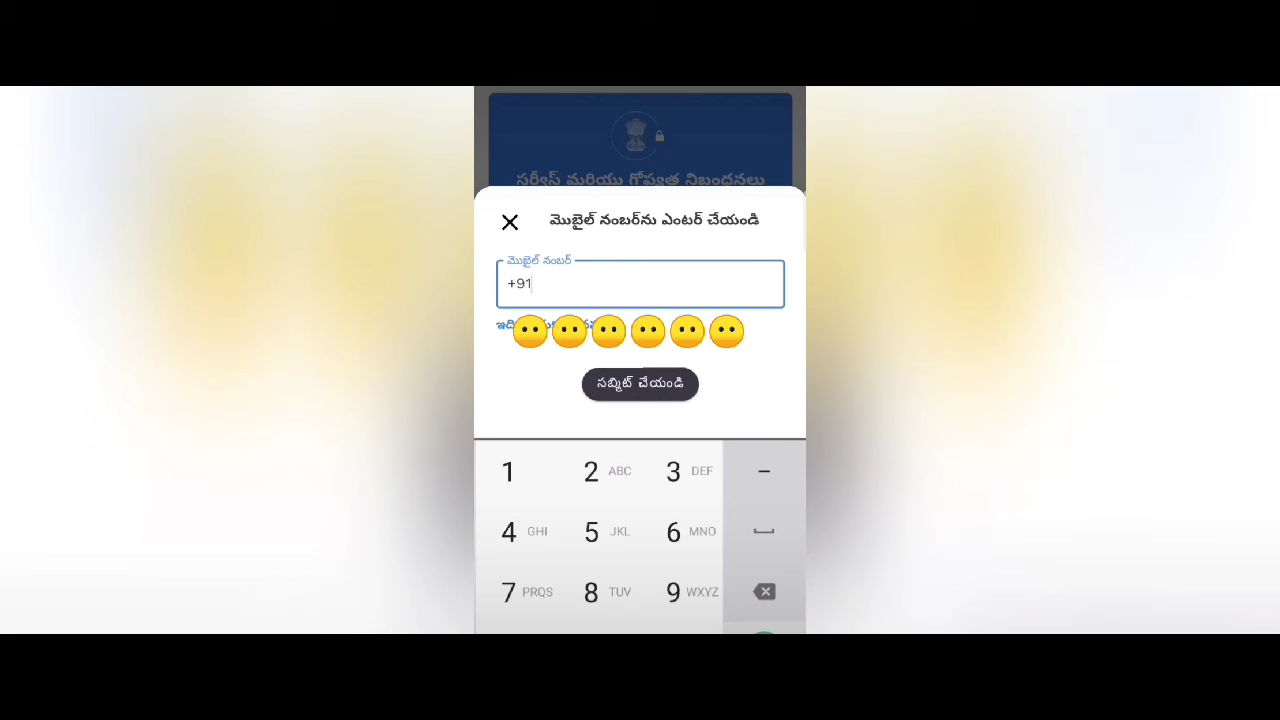 సర్వీస్ మరియు గోప్యత నిబంధనలు
మొబైల్ నంబర్‌ను ఎంటర్ చేయండి
మొబైల్ నంబర్
+91
సబ్మిట్ చేయండి
1
2 ABC
3 DEF
–
4 GHI
5 JKL
6 MNO
7 PRQS
8 TUV
9 WXYZ